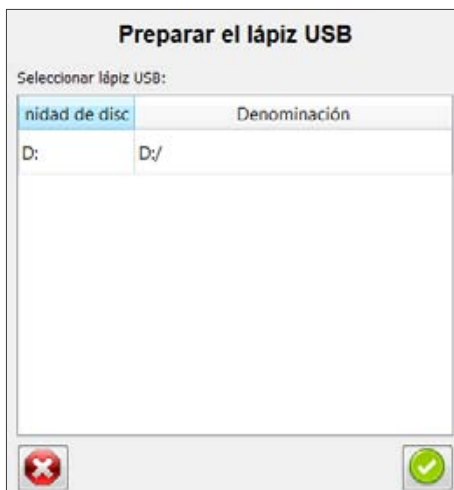 Preparar el lápiz USB
Seleccionar lápiz USB:
nidad de disc Denominación
D: D:/